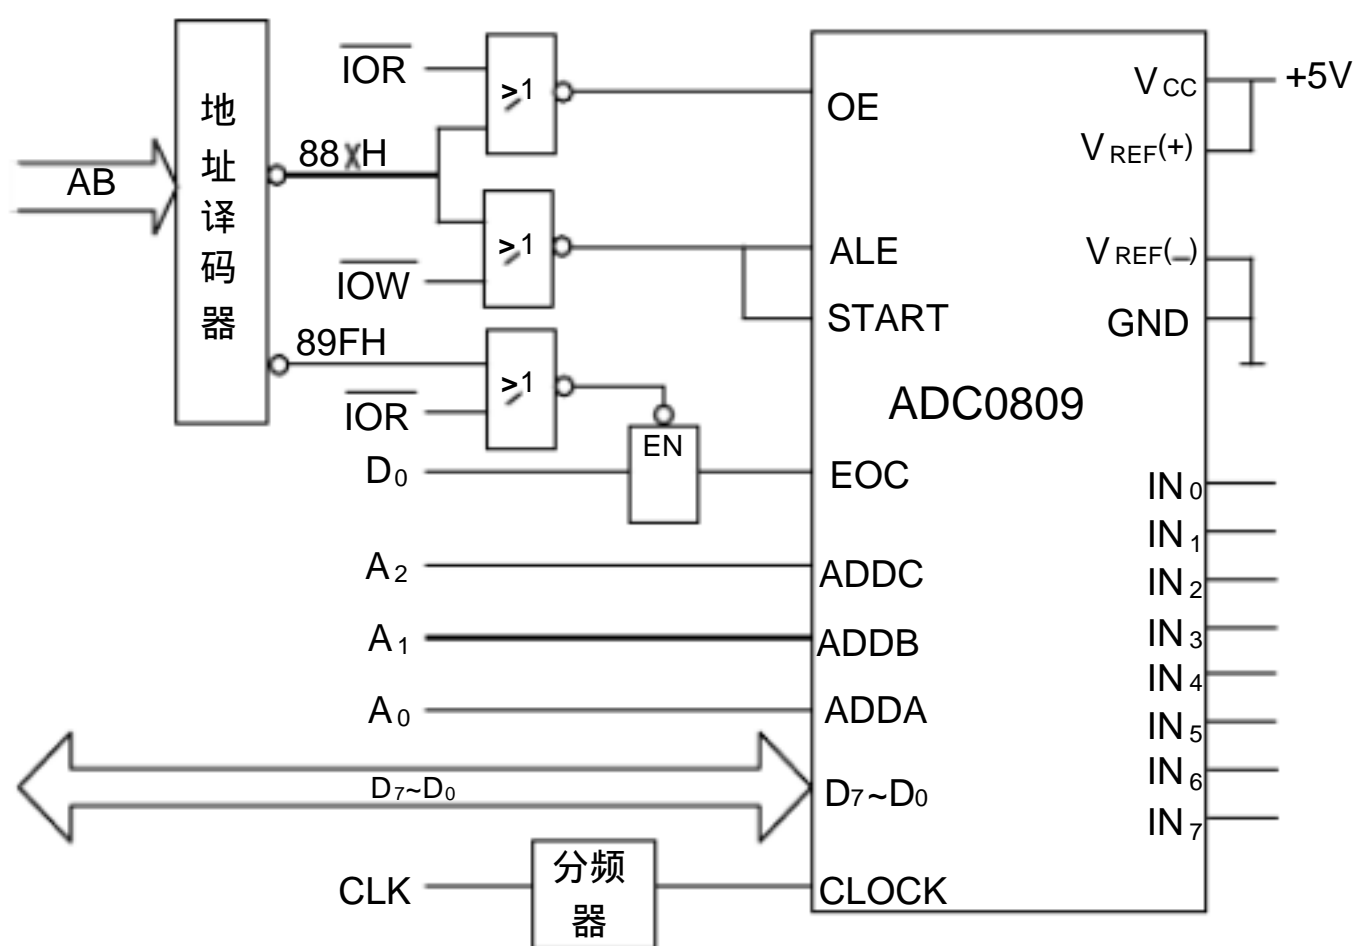 AB
地址译码器
88XH
89FH
IOR
IOW
IOR
≥1
≥1
≥1
EN
D0
A2
A1
A0
D7~D0
CLK
分频
器
OE
ALE
START
ADC0809
EOC
ADDC
ADDB
ADDA
D7~D0
CLOCK
VCC
+5V
VREF(+)
VREF(_)
GND
IN0
IN1
IN2
IN3
IN4
IN5
IN6
IN7